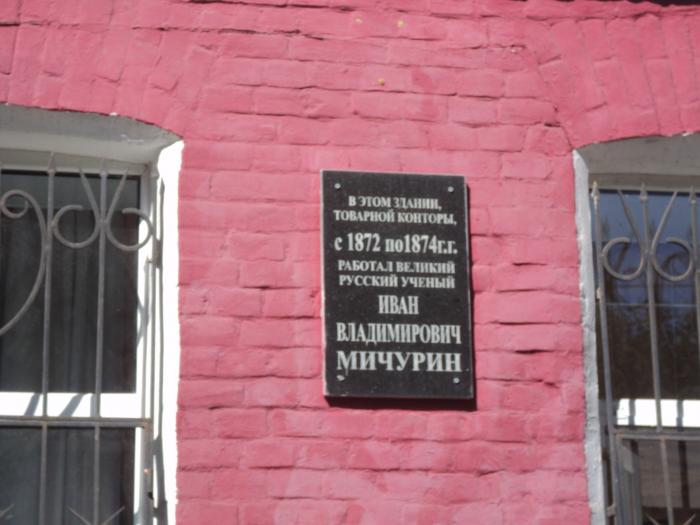 В ЭТОМ ЗДАНИИ,
ТОВАРНОЙ КОНТОРЫ,
с 1872 по1874г.г.
РАБОТАЛ ВЕЛИКИЙ
РУССКИЙ УЧЕНЫЙ
ИВАН
ВЛАДИМИРОВИЧ
МИЧУРИН